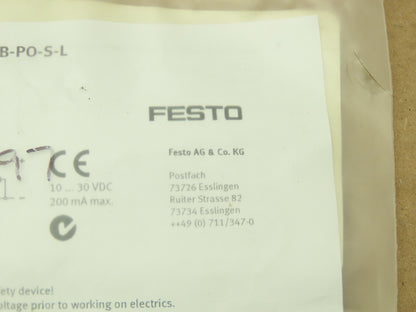 B-PO-S-L
FESTO
97 CE
Festo AG & Co. KG
10 ... 30 VDC
200 mA max.
Postfach
73726 Esslingen
Ruiter Strasse 82
73734 Esslingen
++49 (0) 711/347-0
ety device!
oltage prior to working on electrics.